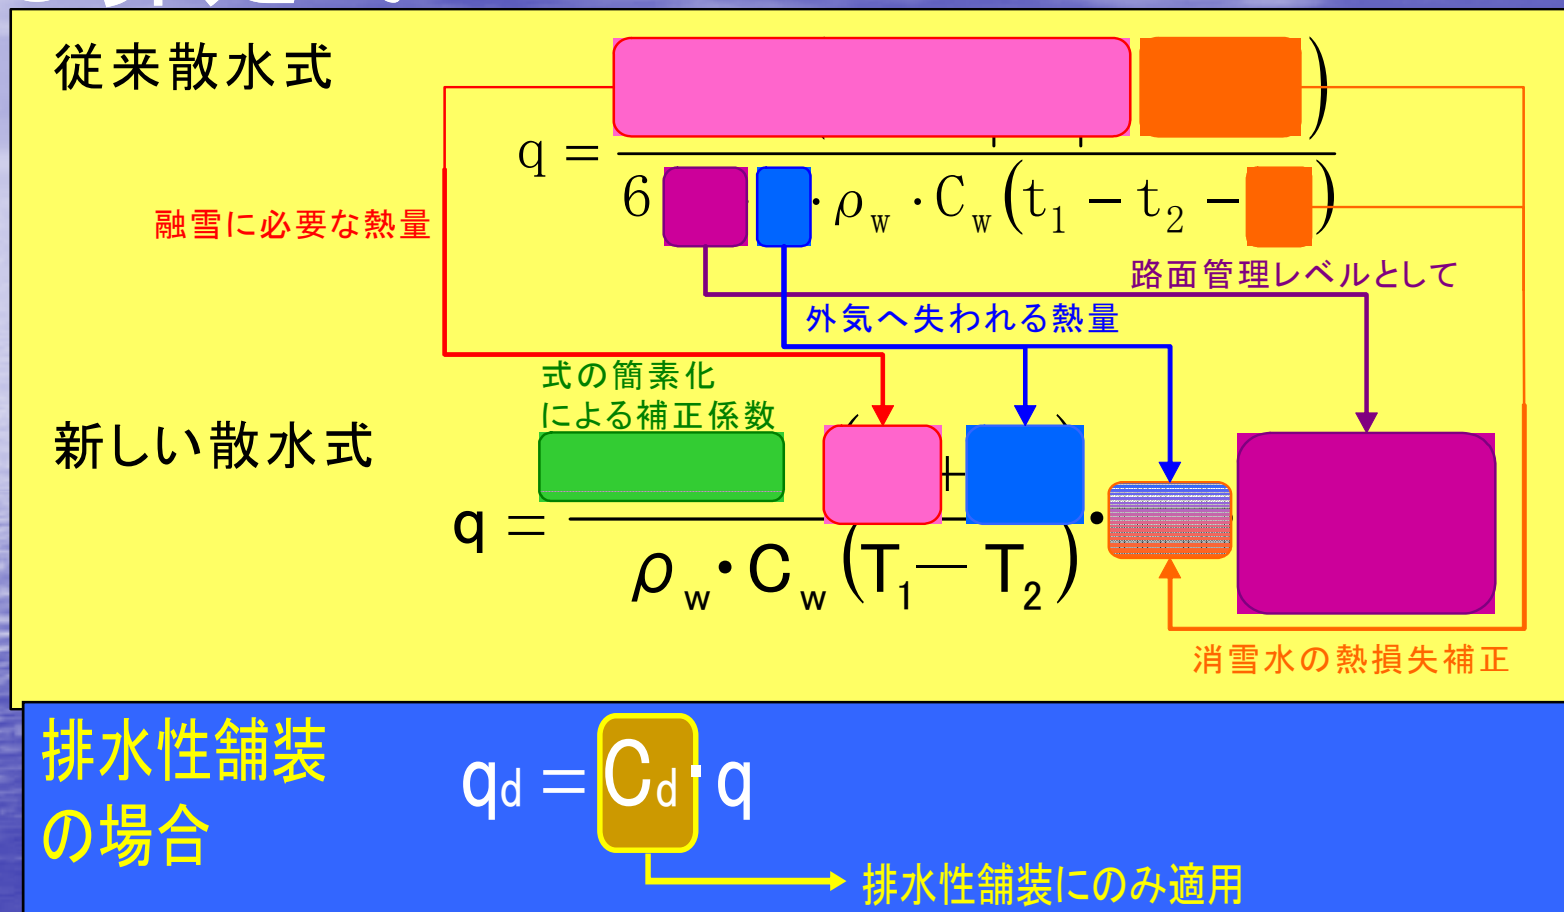 従来散水式
q =
6 ・ρw ・Cw (t1 − t2 − )
融雪に必要な熱量
路面管理レベルとして
外気へ失われる熱量
式の簡素化
による補正係数
新しい散水式
q = + ・
ρw・Cw (T1− T2)
消雪水の熱損失補正
排水性舗装
の場合
qd = Cd・q
排水性舗装にのみ適用